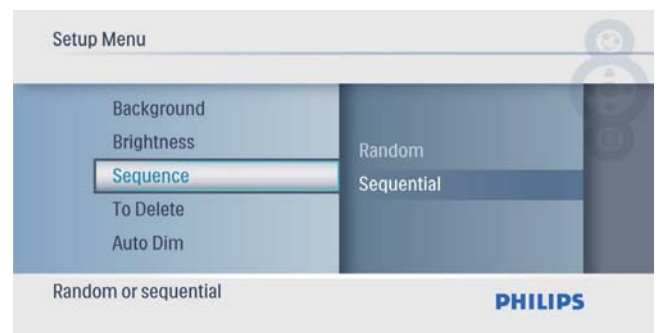 Setup Menu
Background
Brightness
Sequence
To Delete
Auto Dim
Random
Sequential
Random or sequential
PHILIPS